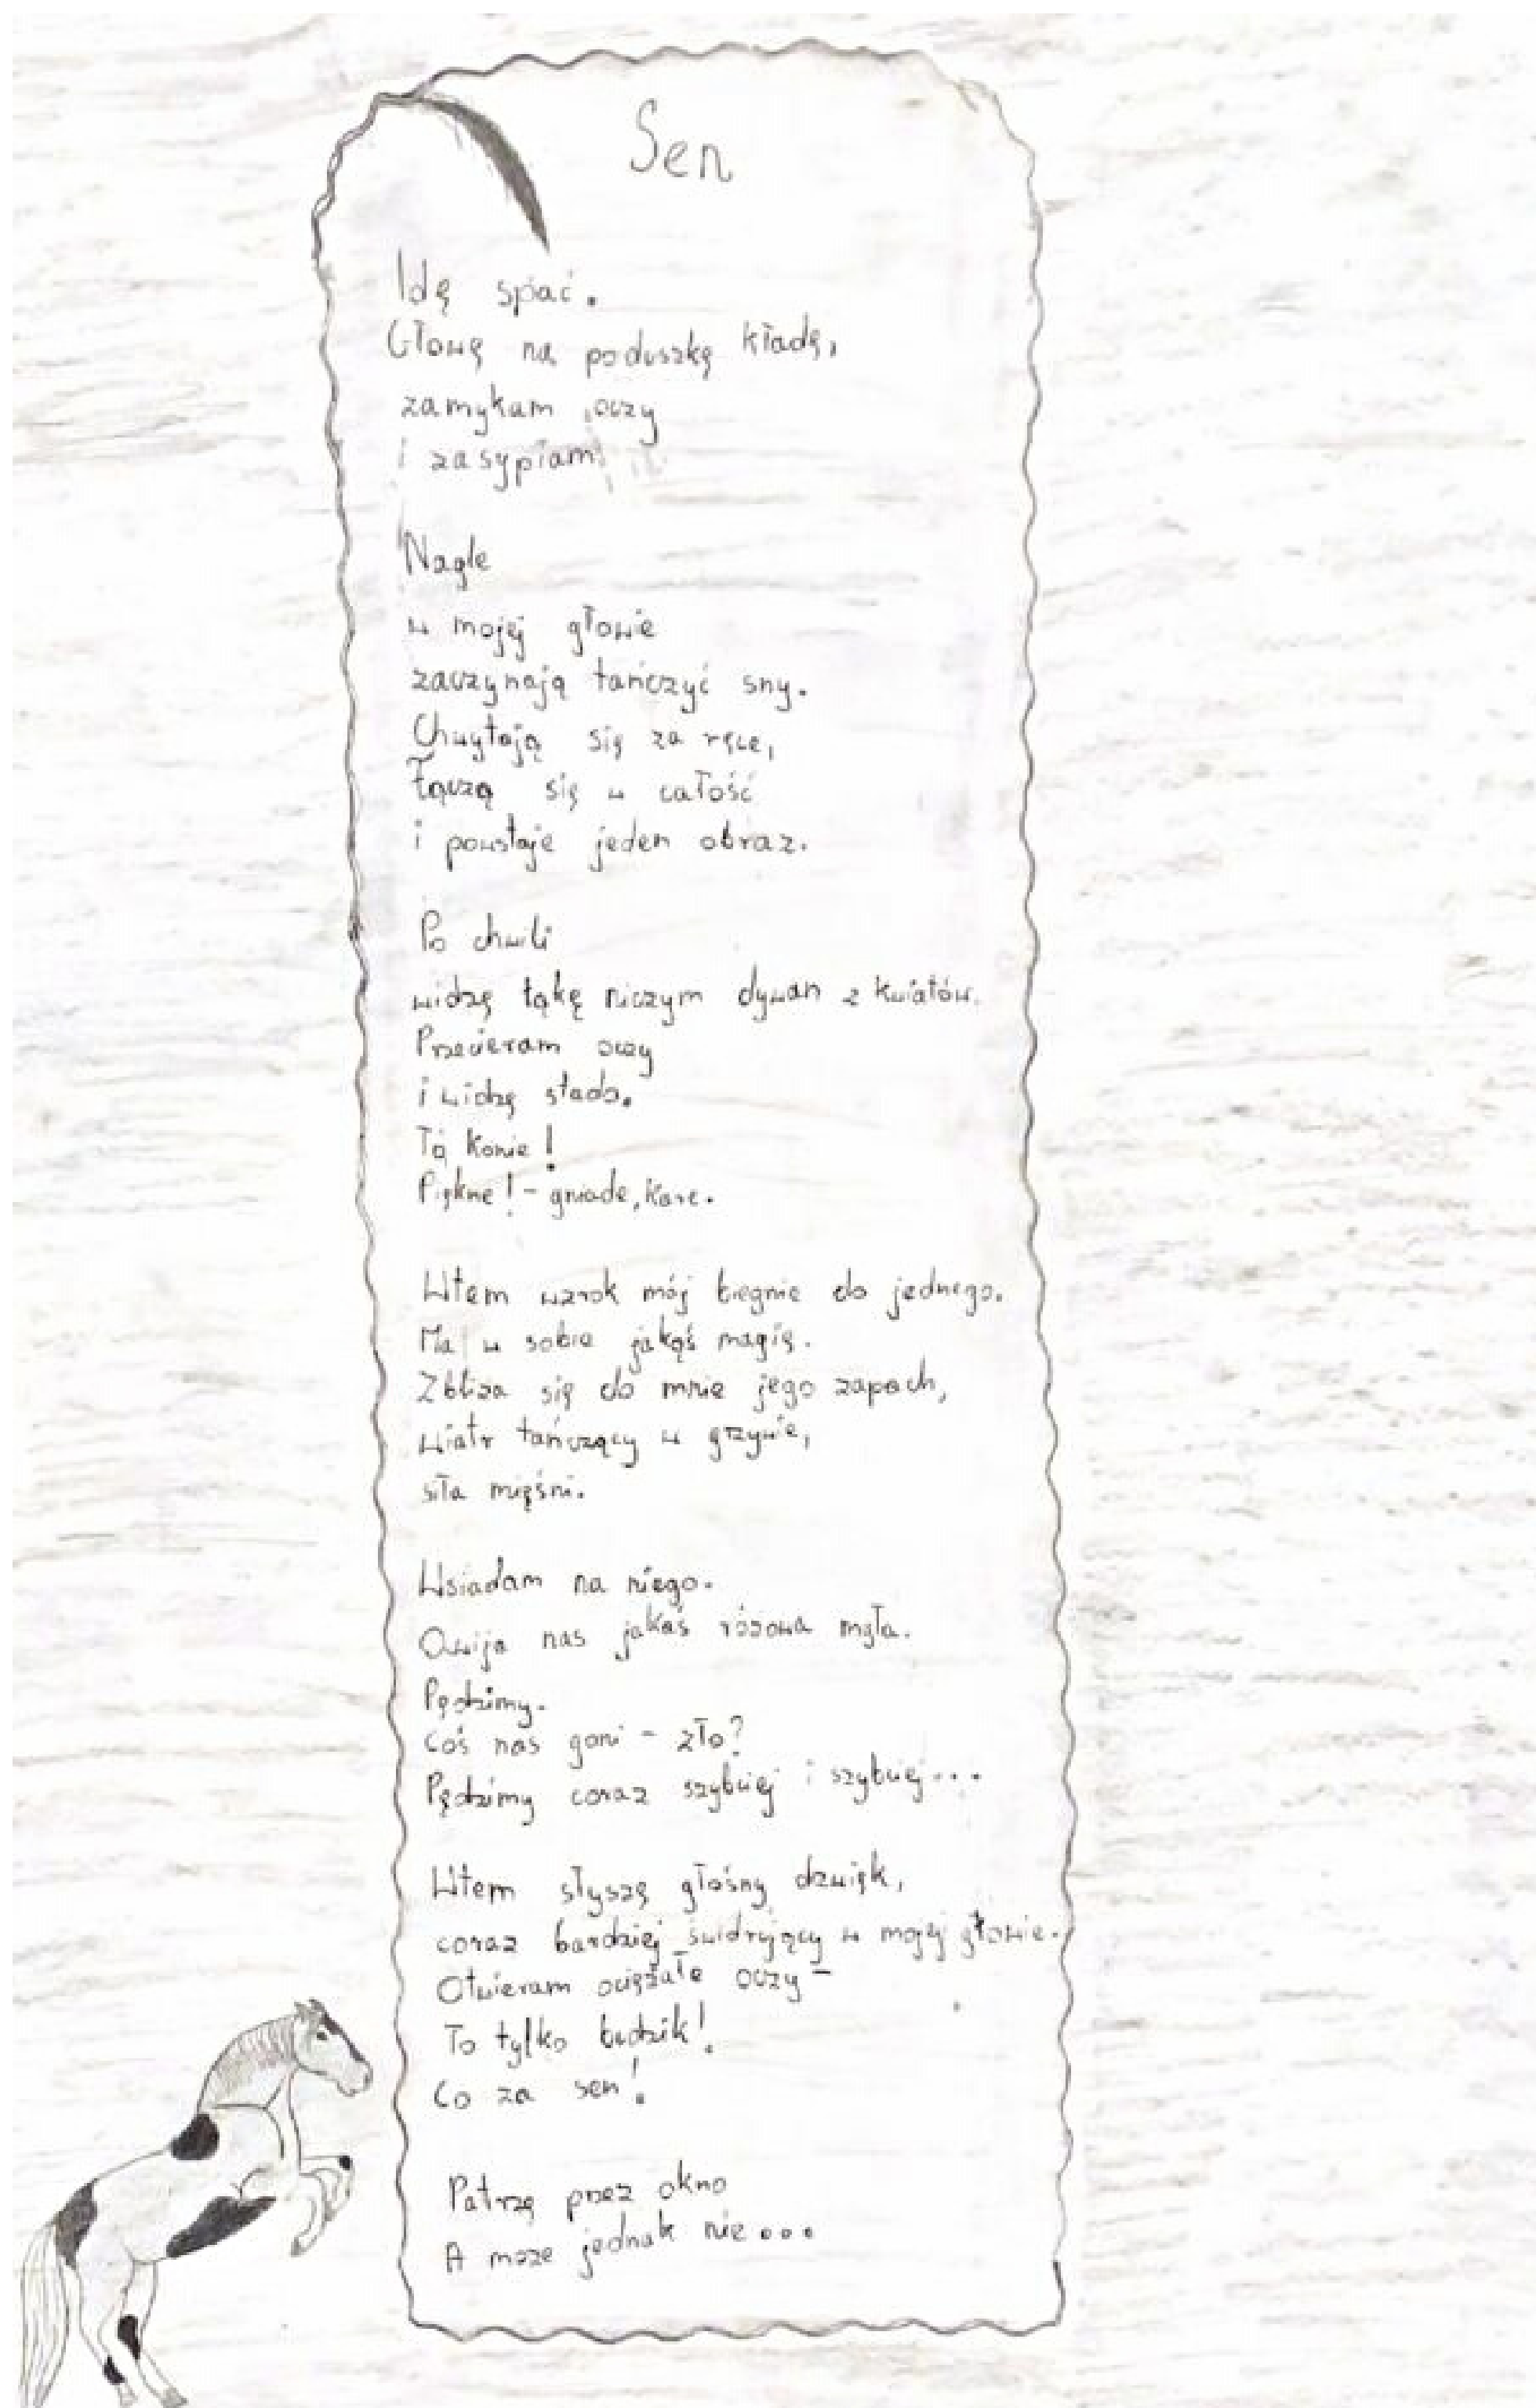 Sen
Idę spać.
Głowę na poduszkę kładę,
zamykam oczy
i zasypiam
Nagle
w mojej głowie
zaczynają tańczyć sny.
Chwytają się za ręce,
łączą się w całość
i powstaje jeden obraz.
Po chwili
widzę łąkę niczym dywan z kwiatów.
Przecieram oczy
i widzę stado.
To konie!
Piękne! - gniade, kare.
Wtem wzrok mój biegnie do jednego.
Ma w sobie jakąś magię.
Zbliża się do mnie jego zapach,
wiatr tańczący w grzywie,
siła mięśni.
Wsiadam na niego.
Owija nas jakaś różowa mgła.
Pędzimy.
Coś nas goni - zło?
Pędzimy coraz szybciej i szybciej...
Wtem słyszę głośny dźwięk,
coraz bardziej świdrujący w mojej głowie.
Otwieram ociężałe oczy -
To tylko budzik!
Co za sen!
Patrzę przez okno
A może jednak nie...